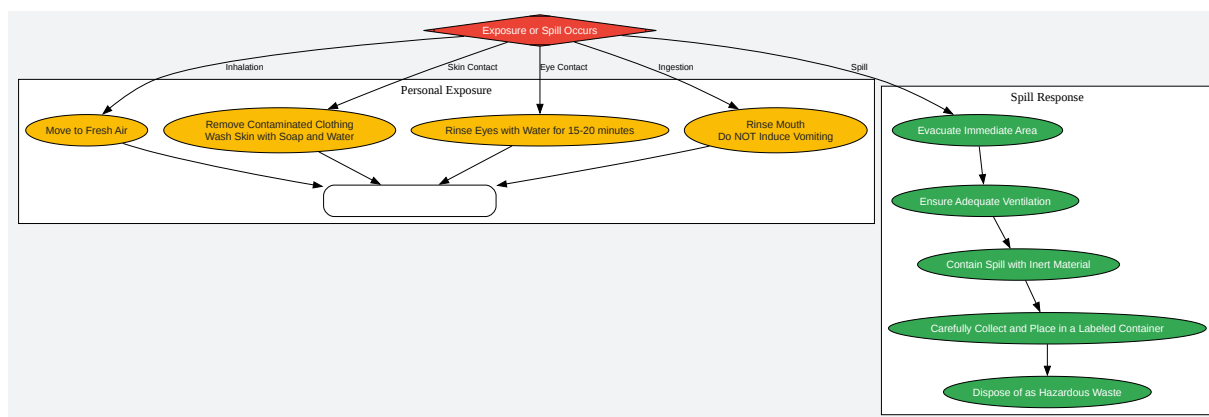 Exposure or Spill Occurs
Inhalation
Skin Contact
Eye Contact
Ingestion
Spill
Personal Exposure
Spill Response
Move to Fresh Air
Remove Contaminated Clothing
Wash Skin with Soap and Water
Rinse Eyes with Water for 15-20 minutes
Rinse Mouth
Do NOT Induce Vomiting
Evacuate Immediate Area
Ensure Adequate Ventilation
Contain Spill with Inert Material
Carefully Collect and Place in a Labeled Container
Dispose of as Hazardous Waste